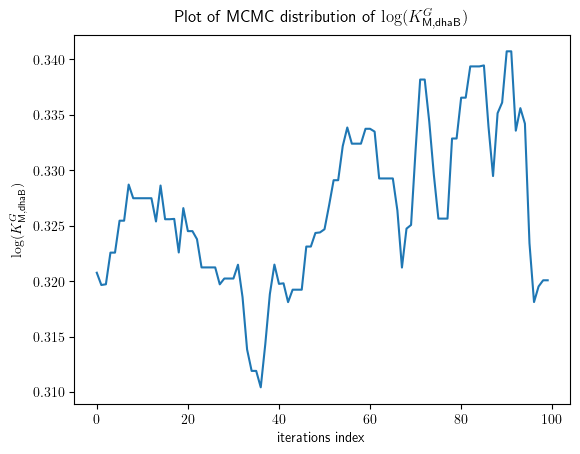 Plot of MCMC distribution of log(K^G_M,dhaB)
log(K^G_M,dhaB)
0.340
0.335
0.330
0.325
0.320
0.315
0.310
0 20 40 60 80 100
iterations index